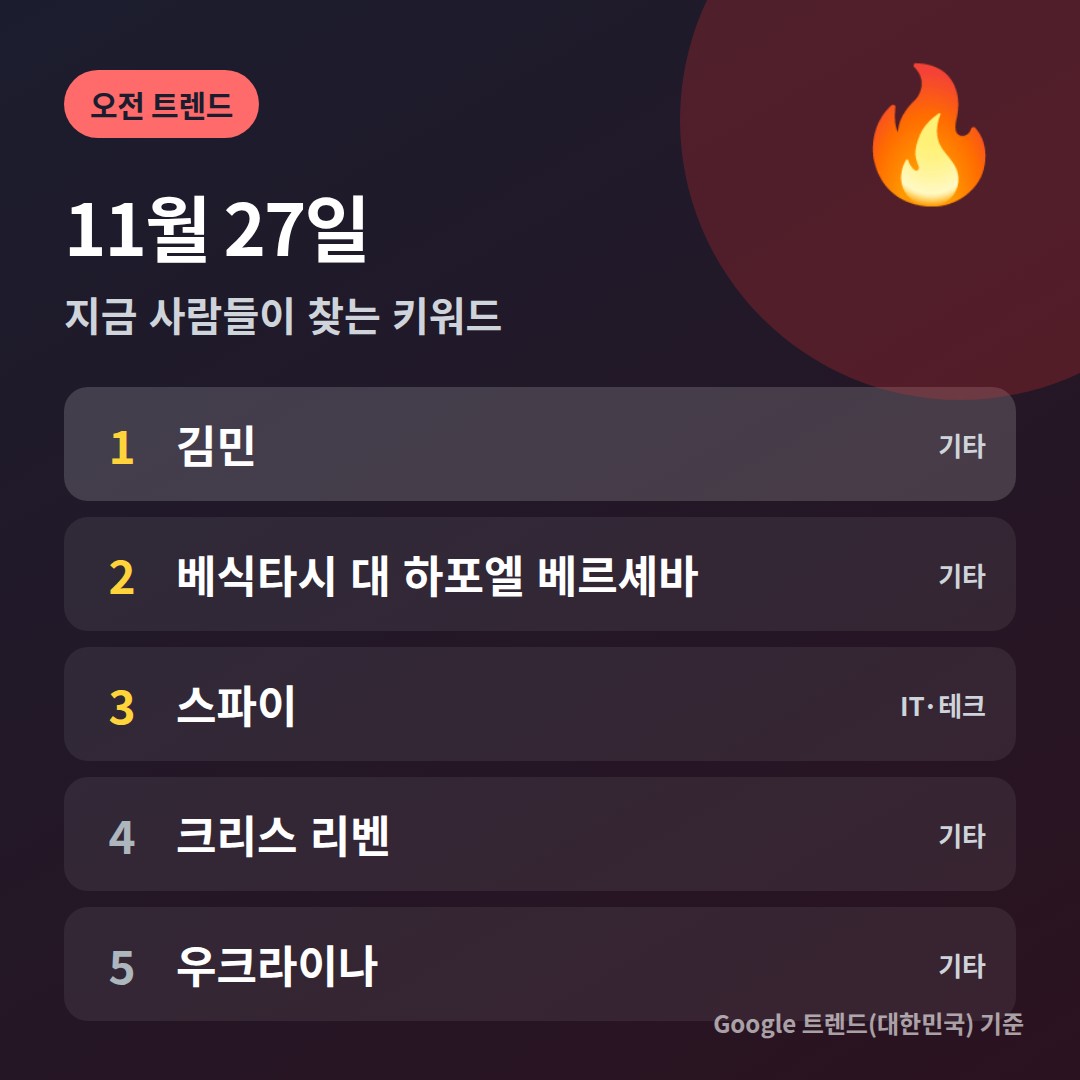 오전 트렌드
11월 27일
지금 사람들이 찾는 키워드
1 김민 기타
2 베식타시 대 하포엘 베르셰바 기타
3 스파이 IT·테크
4 크리스 리벤 기타
5 우크라이나 기타
Google 트렌드(대한민국) 기준